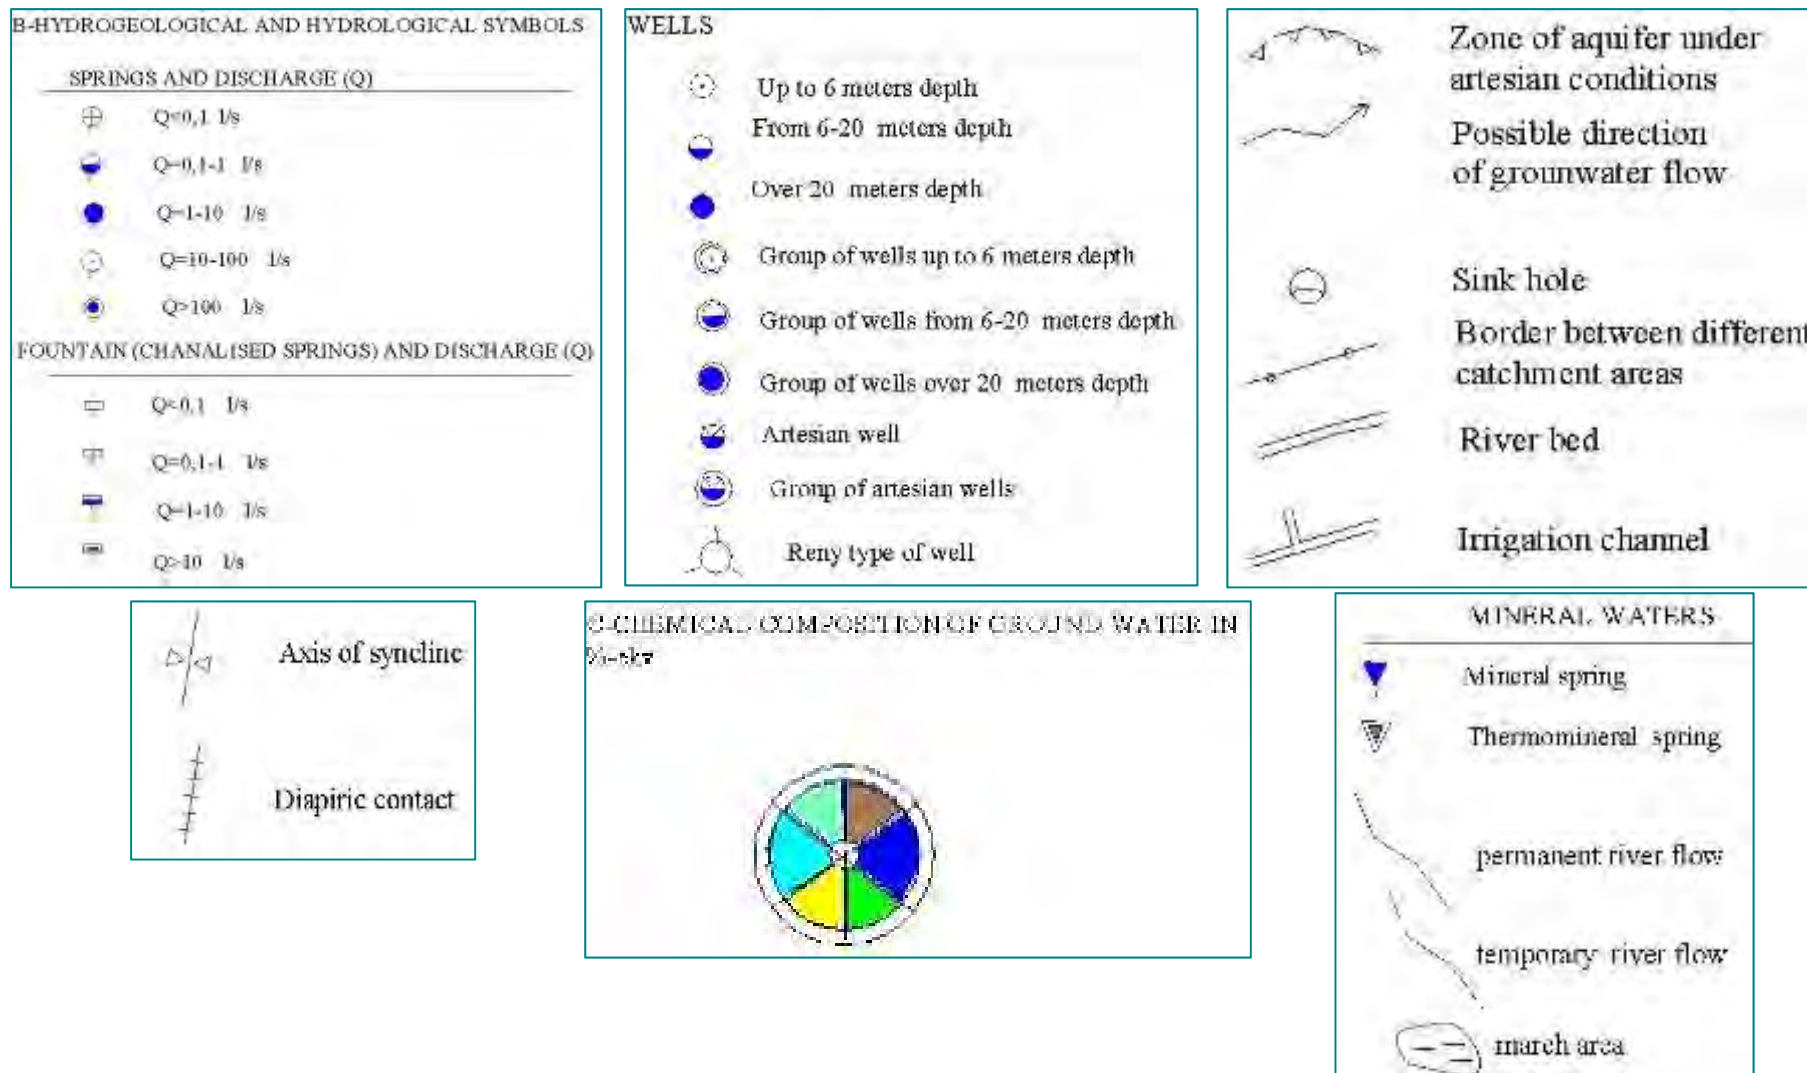 B-HYDROGEOLOGICAL AND HYDROLOGICAL SYMBOLS
SPRINGS AND DISCHARGE (Q)
Q<0,1 l/s
Q=0,1-1 l/s
Q=1-10 l/s
Q=10-100 l/s
Q>100 l/s
FOUNTAIN (CHANALISED SPRINGS) AND DISCHARGE (Q)
Q<0,1 l/s
Q=0,1-1 l/s
Q=1-10 l/s
Q>10 l/s
WELLS
Up to 6 meters depth
From 6-20 meters depth
Over 20 meters depth
Group of wells up to 6 meters depth
Group of wells from 6-20 meters depth
Group of wells over 20 meters depth
Artesian well
Group of artesian wells
Reny type of well
Zone of aquifer under
artesian conditions
Possible direction
of grounwater flow
Sink hole
Border between different
catchment areas
River bed
Irrigation channel
Axis of syncline
Diapiric contact
C-CHEMICAL COMPOSITION OF GROUND WATER IN
MINERAL WATERS
Mineral spring
Thermomineral spring
permanent river flow
temporary river flow
march area